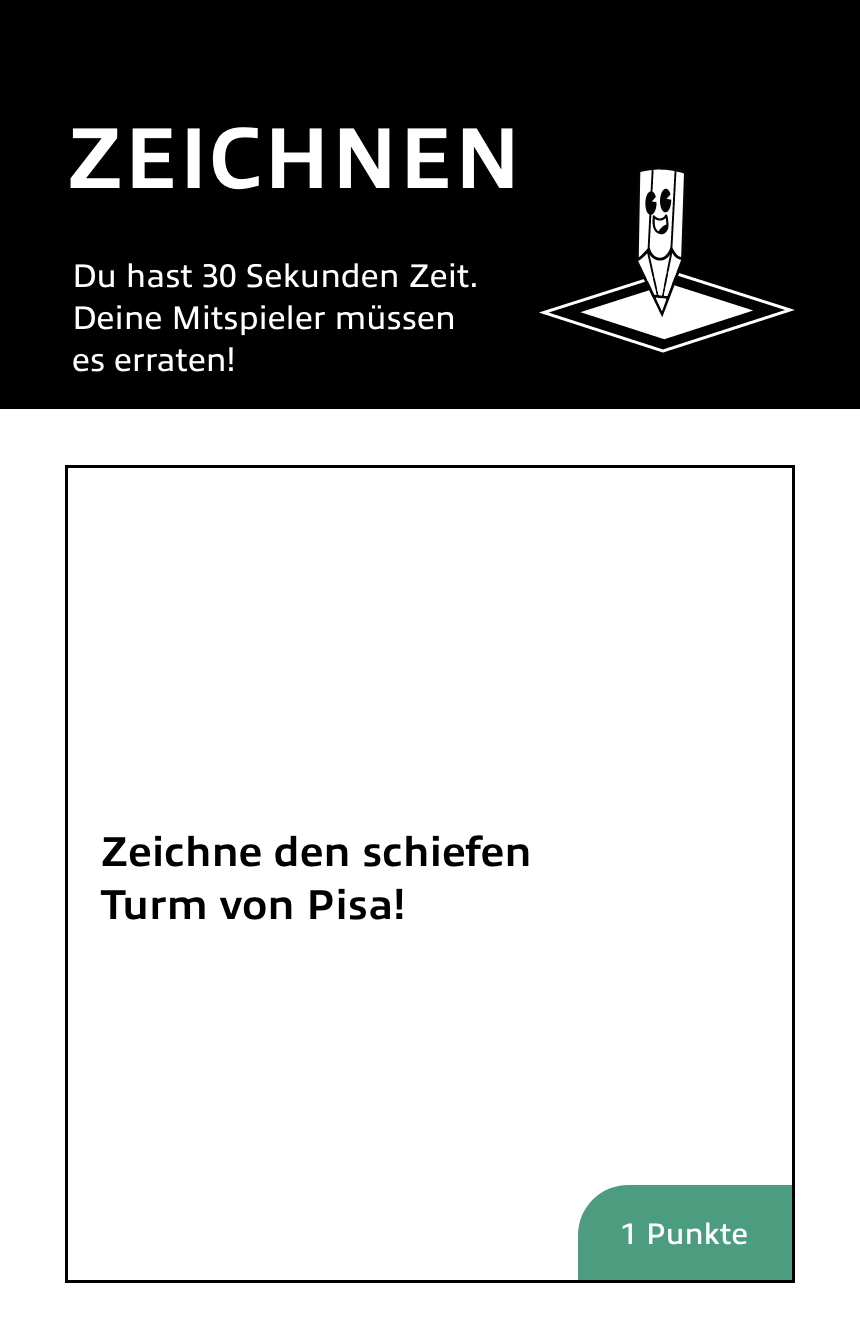 ZEICHNEN
Du hast 30 Sekunden Zeit.
Deine Mitspieler müssen
es erraten!
Zeichne den schiefen
Turm von Pisa!
1 Punkte